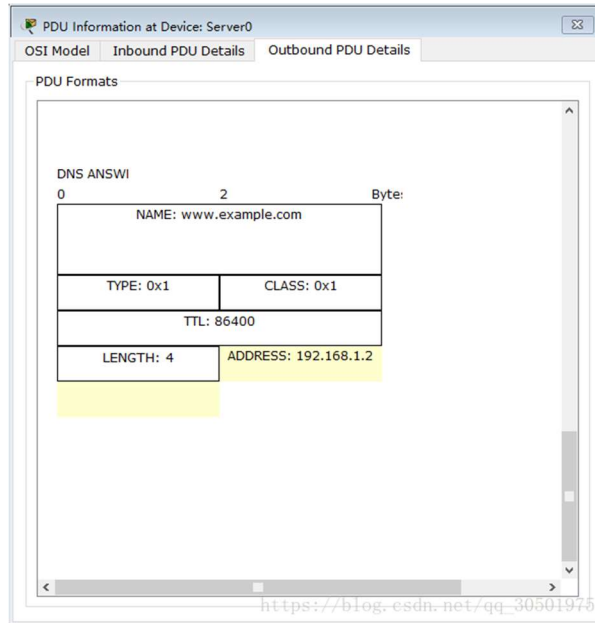 PDU Information at Device: Server0
OSI Model Inbound PDU Details Outbound PDU Details
PDU Formats
DNS ANSWI
0 2 Byte:
NAME: www.example.com
TYPE: 0x1 CLASS: 0x1
TTL: 86400
LENGTH: 4 ADDRESS: 192.168.1.2
https://blog.csdn.net/qq_30501975